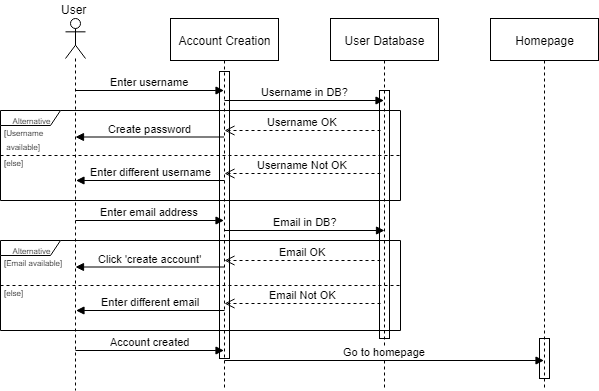 User
Account Creation
User Database
Homepage
Enter username
Username in DB?
Alternative
[Username
available]
Username OK
Create password
[else]
Username Not OK
Enter different username
Enter email address
Email in DB?
Alternative
[Email available]
Email OK
Click 'create account'
[else]
Email Not OK
Enter different email
Account created
Go to homepage